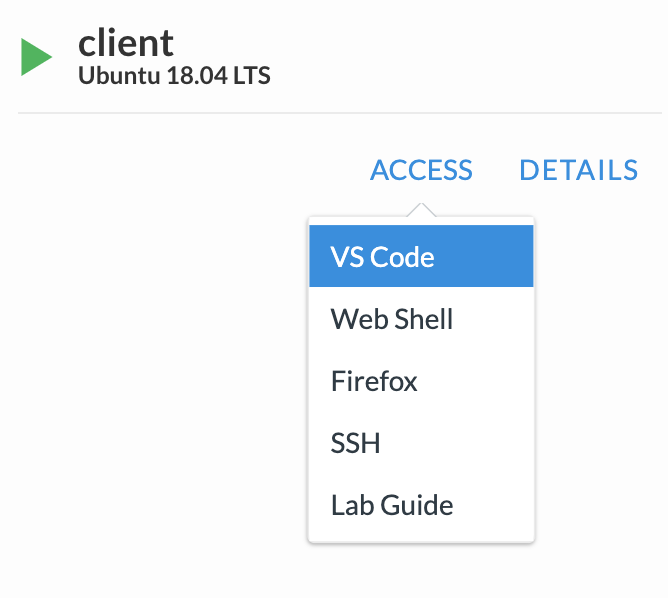 client
Ubuntu 18.04 LTS
ACCESS DETAILS
VS Code
Web Shell
Firefox
SSH
Lab Guide